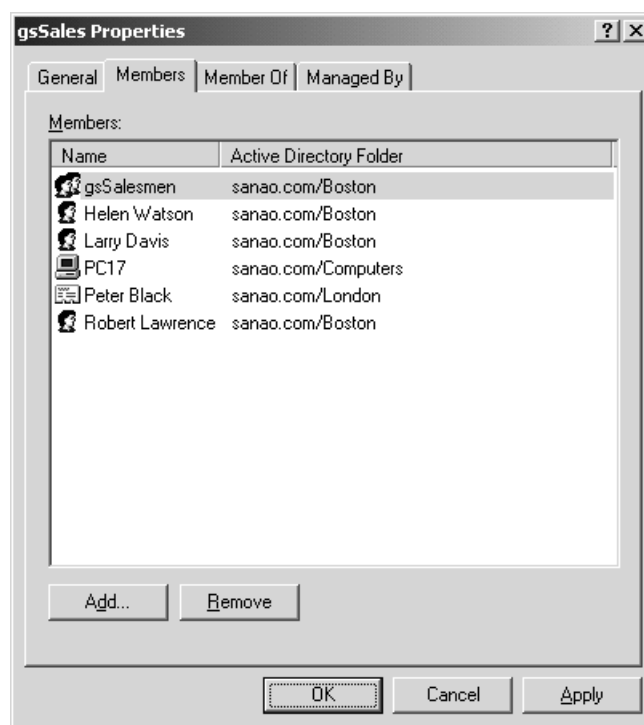 gsSales Properties
General Members Member Of Managed By
Members:
Name Active Directory Folder
gsSalesmen sanao.com/Boston
Helen Watson sanao.com/Boston
Larry Davis sanao.com/Boston
PC17 sanao.com/Computers
Peter Black sanao.com/London
Robert Lawrence sanao.com/Boston
Add... Remove
OK Cancel Apply